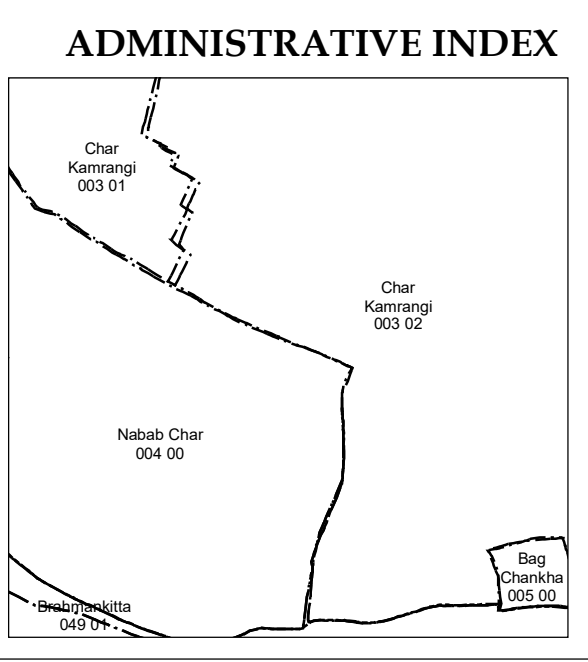 ADMINISTRATIVE INDEX
Char
Kamrangi
003 01
Char
Kamrangi
003 02
Nabab Char
004 00
Bag
Chankha
005 00
Brahmankitta
049 01